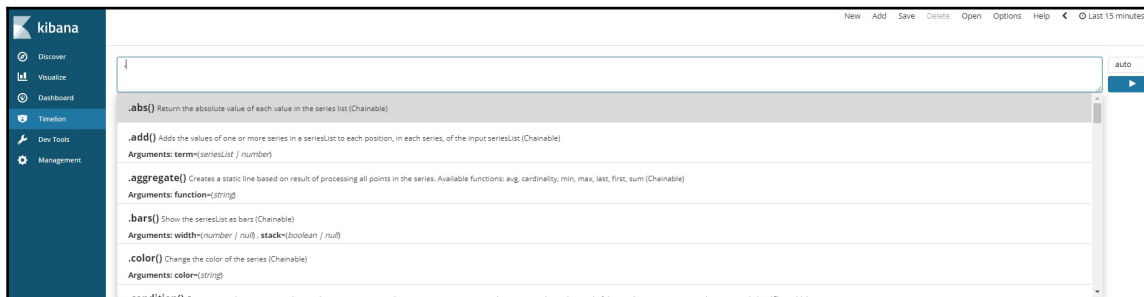 kibana
New Add Save Delete Open Options Help Last 15 minutes
Discover
Visualize
Dashboard
Timelion
Dev Tools
Management
.
auto
.abs() Return the absolute value of each value in the series list (Chainable)
.add() Adds the values of one or more series in a seriesList to each position, in each series, of the input seriesList (Chainable)
Arguments: term=(seriesList | number)
.aggregate() Creates a static line based on result of processing all points in the series. Available functions: avg, cardinality, min, max, last, first, sum (Chainable)
Arguments: function=(string)
.bars() Show the seriesList as bars (Chainable)
Arguments: width=(number | null) , stack=(boolean | null)
.color() Change the color of the series (Chainable)
Arguments: color=(string)
.condition()